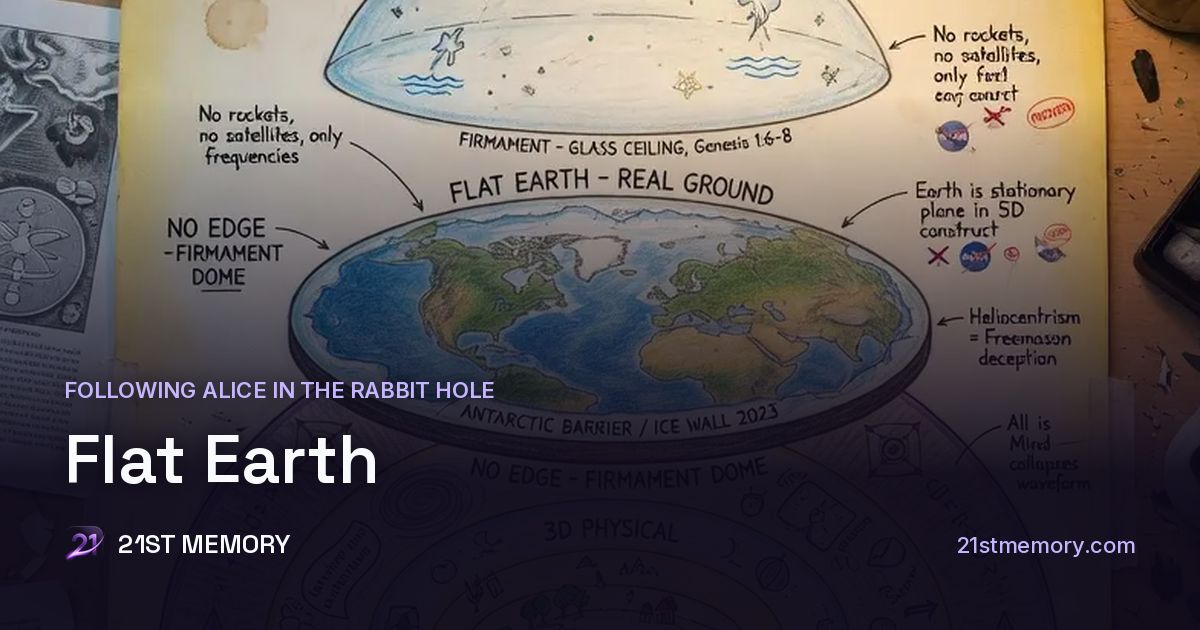 No rockets,
no satellites,
only
No rockets,
no satellites, only
frequencies
FIRMAMENT - GLASS CEILING, Genesis 1:6-8
FLAT EARTH - REAL GROUND
Earth is stationary
plane in 5D
construct
NO EDGE
-FIRMAMENT
DOME
Heliocentrism
= Freemason
deception
ANTARCTIC BARRIER / ICE WALL 2023
All is
Mind
collapses
waveform
NO EDGE - FIRMAMENT DOME
3D PHYSICAL
FOLLOWING ALICE IN THE RABBIT HOLE
Flat Earth
21 21ST MEMORY
21stmemory.com